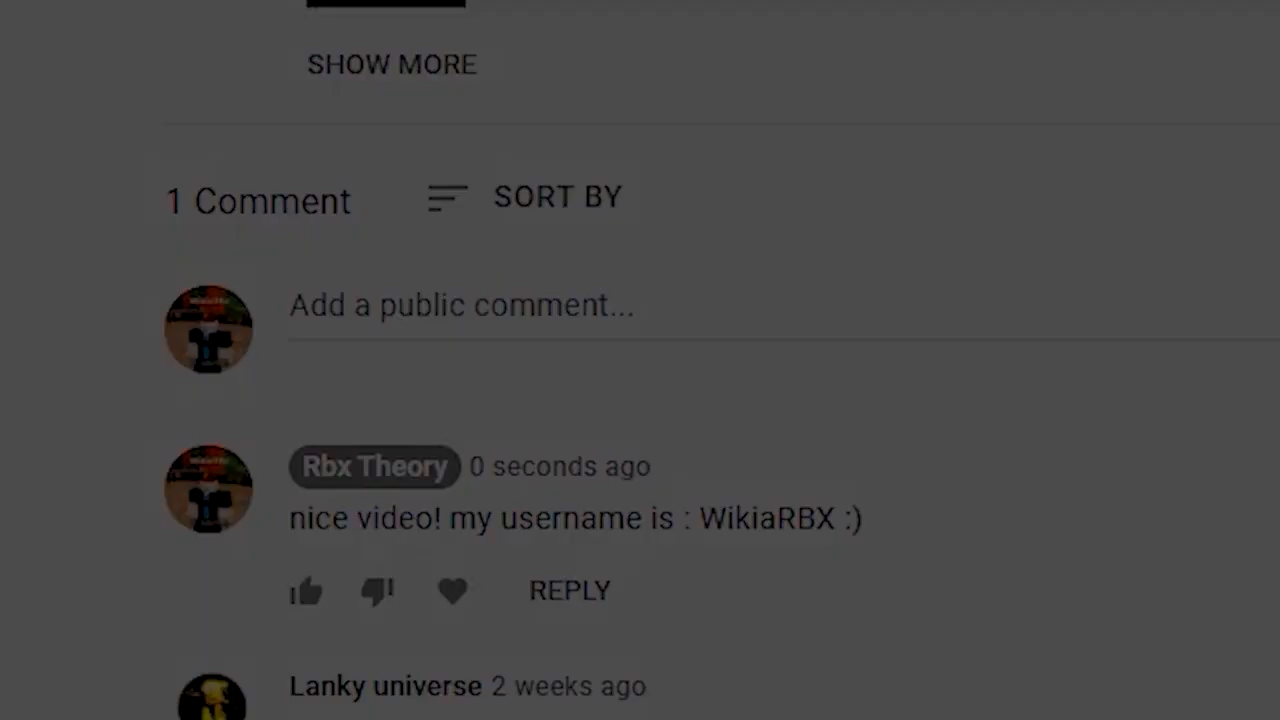 SHOW MORE
1 Comment
SORT BY
Add a public comment...
Rbx Theory 0 seconds ago
nice video! my username is : WikiaRBX :)
REPLY
Lanky universe 2 weeks ago